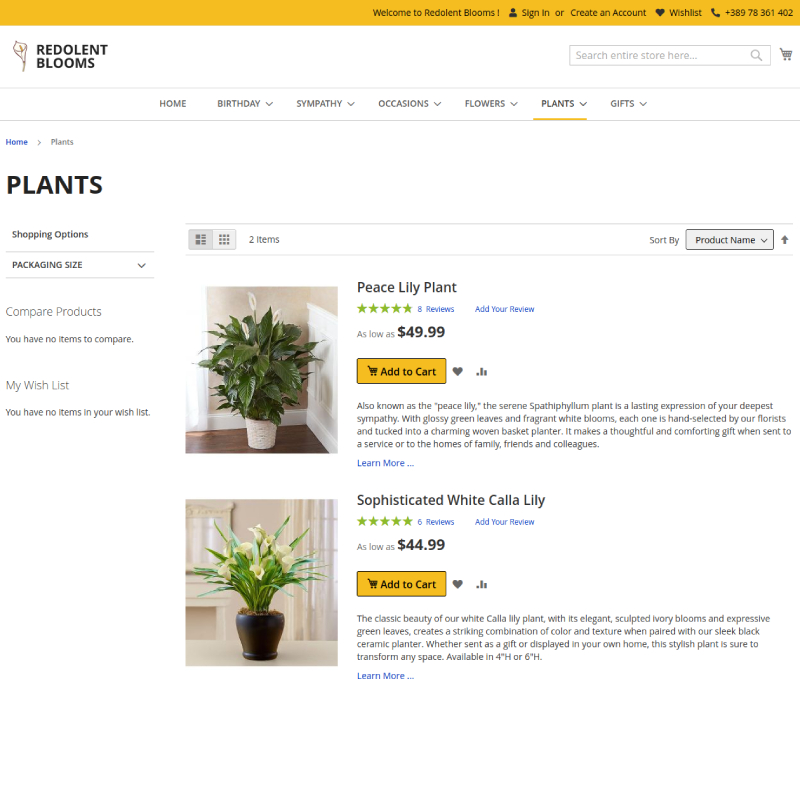 Welcome to Redolent Blooms ! Sign In or Create an Account Wishlist +389 78 361 402
REDOLENT
BLOOMS
Search entire store here...
HOME BIRTHDAY SYMPATHY OCCASIONS FLOWERS PLANTS GIFTS
Home > Plants
PLANTS
Shopping Options
PACKAGING SIZE
Compare Products
You have no items to compare.
My Wish List
You have no items in your wish list.
2 Items Sort By Product Name
Peace Lily Plant
8 Reviews Add Your Review
As low as $49.99
Add to Cart
Also known as the "peace lily," the serene Spathiphyllum plant is a lasting expression of your deepest
sympathy. With glossy green leaves and fragrant white blooms, each one is hand-selected by our florists
and tucked into a charming woven basket planter. It makes a thoughtful and comforting gift when sent to
a service or to the homes of family, friends and colleagues.
Learn More ...
Sophisticated White Calla Lily
6 Reviews Add Your Review
As low as $44.99
Add to Cart
The classic beauty of our white Calla lily plant, with its elegant, sculpted ivory blooms and expressive
green leaves, creates a striking combination of color and texture when paired with our sleek black
ceramic planter. Whether sent as a gift or displayed in your own home, this stylish plant is sure to
transform any space. Available in 4"H or 6"H.
Learn More ...